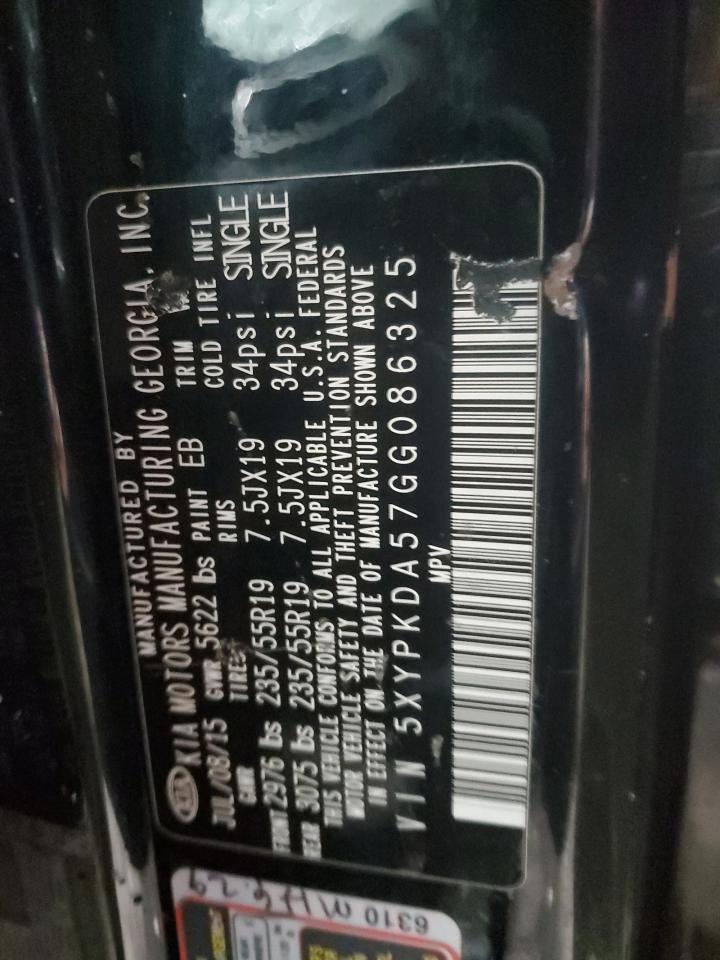 MANUFACTURED BY
KIA KIA MOTORS MANUFACTURING GEORGIA, INC.
JUL/08/15 GVWR 5622 lbs PAINT EB TRIM
GAWR TIRES RIMS COLD TIRE INFL
FRONT 2976 lbs 235/55R19 7.5JX19 34psi SINGLE
REAR 3075 lbs 235/55R19 7.5JX19 34psi SINGLE
THIS VEHICLE CONFORMS TO ALL APPLICABLE U.S.A. FEDERAL
MOTOR VEHICLE SAFETY AND THEFT PREVENTION STANDARDS
IN EFFECT ON THE DATE OF MANUFACTURE SHOWN ABOVE
VIN 5XYPKDA57GG086325
MPV
6310